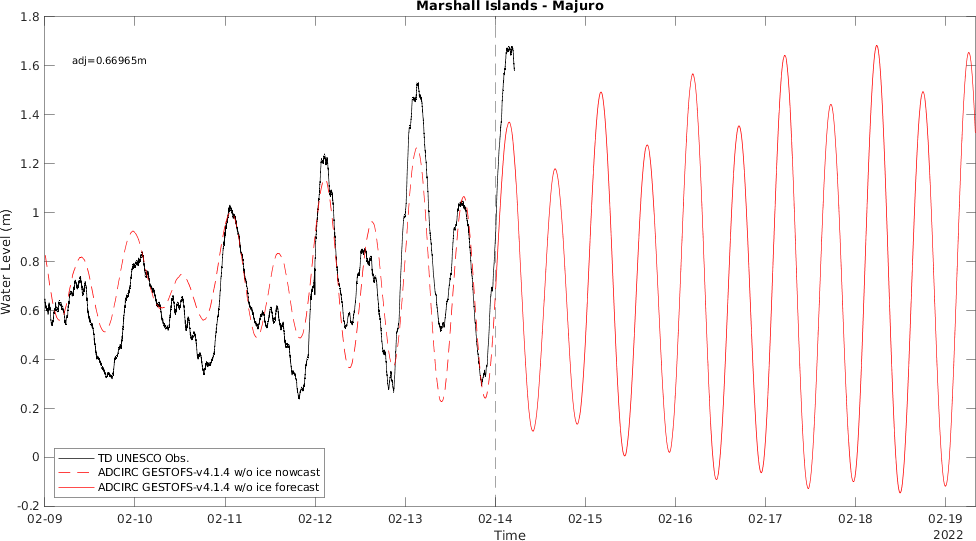 Marshall Islands - Majuro
adj=0.66965m
Water Level (m)
1.8
1.6
1.4
1.2
1
0.8
0.6
0.4
0.2
0
-0.2
TD UNESCO Obs.
ADCIRC GESTOFS-v4.1.4 w/o ice nowcast
ADCIRC GESTOFS-v4.1.4 w/o ice forecast
02-09 02-10 02-11 02-12 02-13 02-14 02-15 02-16 02-17 02-18 02-19
Time
2022